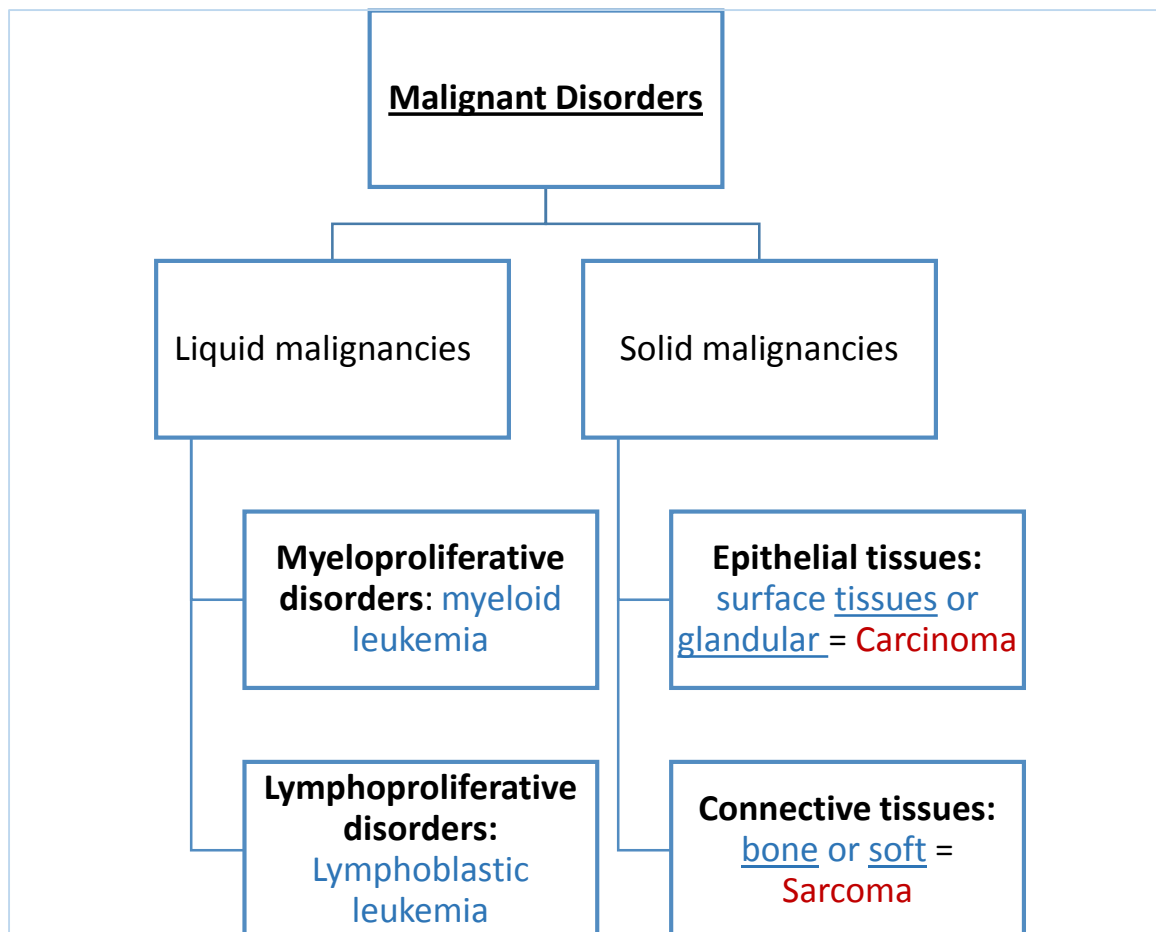 Malignant Disorders
Liquid malignancies
Solid malignancies
Myeloproliferative
disorders: myeloid
leukemia
Epithelial tissues:
surface tissues or
glandular = Carcinoma
Lymphoproliferative
disorders:
Lymphoblastic
leukemia
Connective tissues:
bone or soft =
Sarcoma